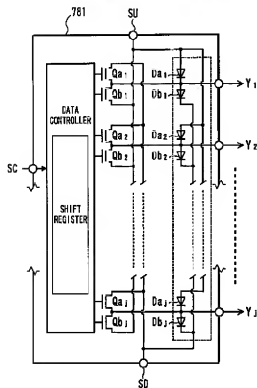 781
SU
Qa1
Da1
Y1
Qb1
Db1
DATA
CONTROLLER
Qa2
Da2
Y2
Qb2
Db2
SC
SHIFT
REGISTER
Qaj
Daj
Qbj
Dbj
Yj
SD